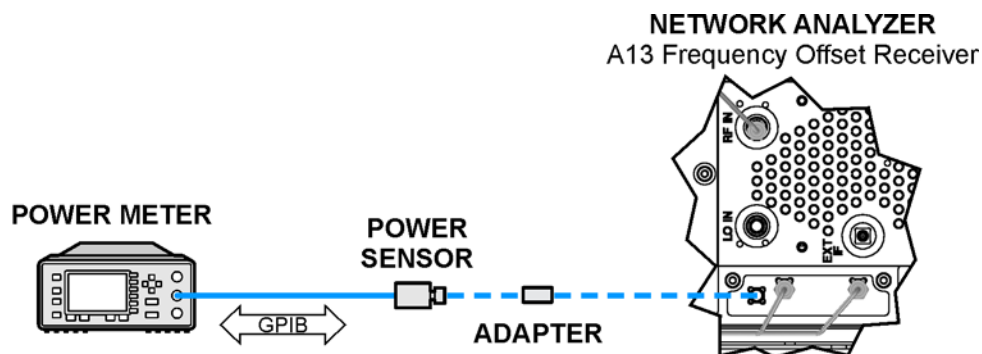 NETWORK ANALYZER
A13 Frequency Offset Receiver
RF IN
POWER METER
POWER
SENSOR
LO IN
EXT
IF
GPIB
ADAPTER